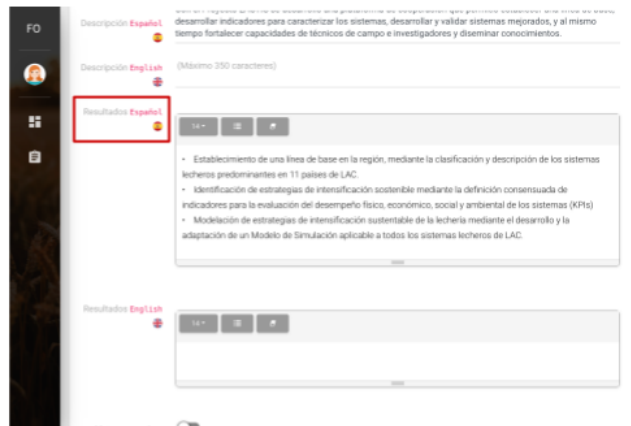 FO
Descripción Español
desarrollar indicadores para caracterizar los sistemas, desarrollar y validar sistemas mejorados, y al mismo
tiempo fortalecer capacidades de técnicos de campo e investigadores y diseminar conocimientos.
Descripción English
(Máximo 350 caracteres)
Resultados Español
14
• Establecimiento de una línea de base en la región, mediante la clasificación y descripción de los sistemas
lecheros predominantes en 11 países de LAC.
• Identificación de estrategias de intensificación sostenible mediante la definición consensuada de
indicadores para la evaluación del desempeño físico, económico, social y ambiental de los sistemas (KPIs)
• Modelación de estrategias de intensificación sustentable de la lechería mediante el desarrollo y la
adaptación de un Modelo de Simulación aplicable a todos los sistemas lecheros de LAC.
Resultados English
14